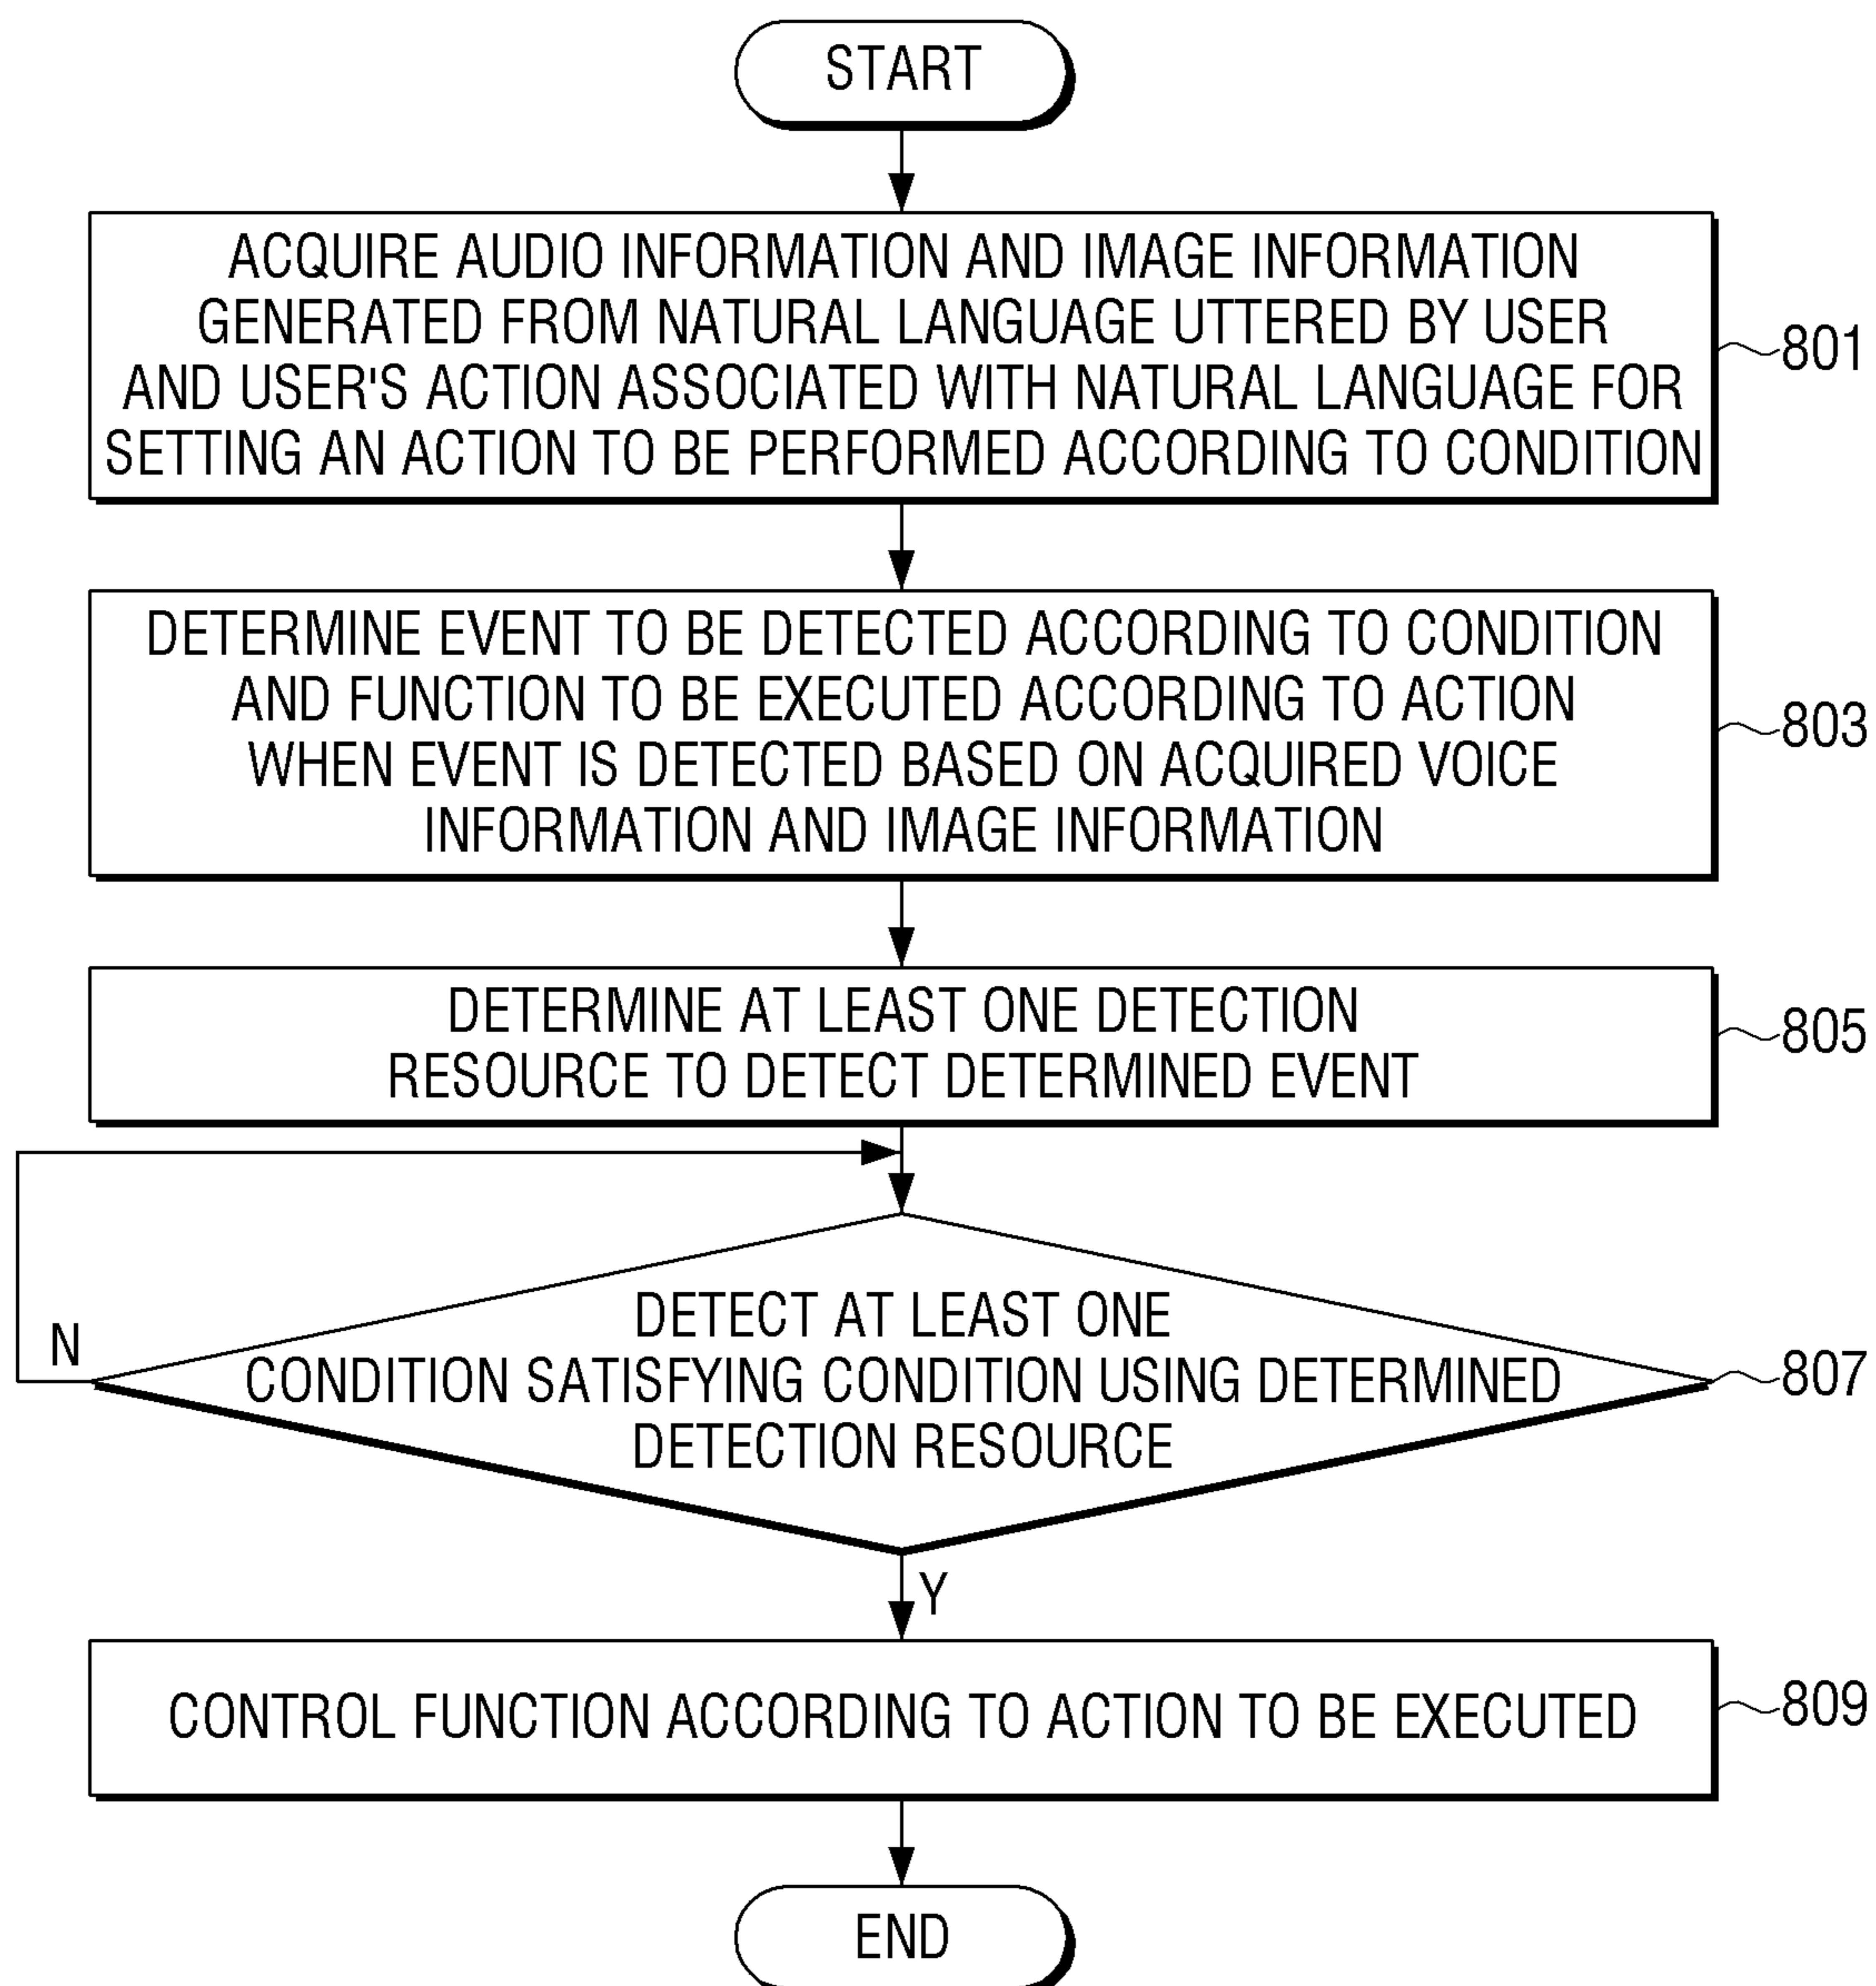 START
ACQUIRE AUDIO INFORMATION AND IMAGE INFORMATION
GENERATED FROM NATURAL LANGUAGE UTTERED BY USER
AND USER'S ACTION ASSOCIATED WITH NATURAL LANGUAGE FOR
SETTING AN ACTION TO BE PERFORMED ACCORDING TO CONDITION
801
DETERMINE EVENT TO BE DETECTED ACCORDING TO CONDITION
AND FUNCTION TO BE EXECUTED ACCORDING TO ACTION
WHEN EVENT IS DETECTED BASED ON ACQUIRED VOICE
INFORMATION AND IMAGE INFORMATION
803
DETERMINE AT LEAST ONE DETECTION
RESOURCE TO DETECT DETERMINED EVENT
805
N
DETECT AT LEAST ONE
CONDITION SATISFYING CONDITION USING DETERMINED
DETECTION RESOURCE
807
Y
CONTROL FUNCTION ACCORDING TO ACTION TO BE EXECUTED
809
END